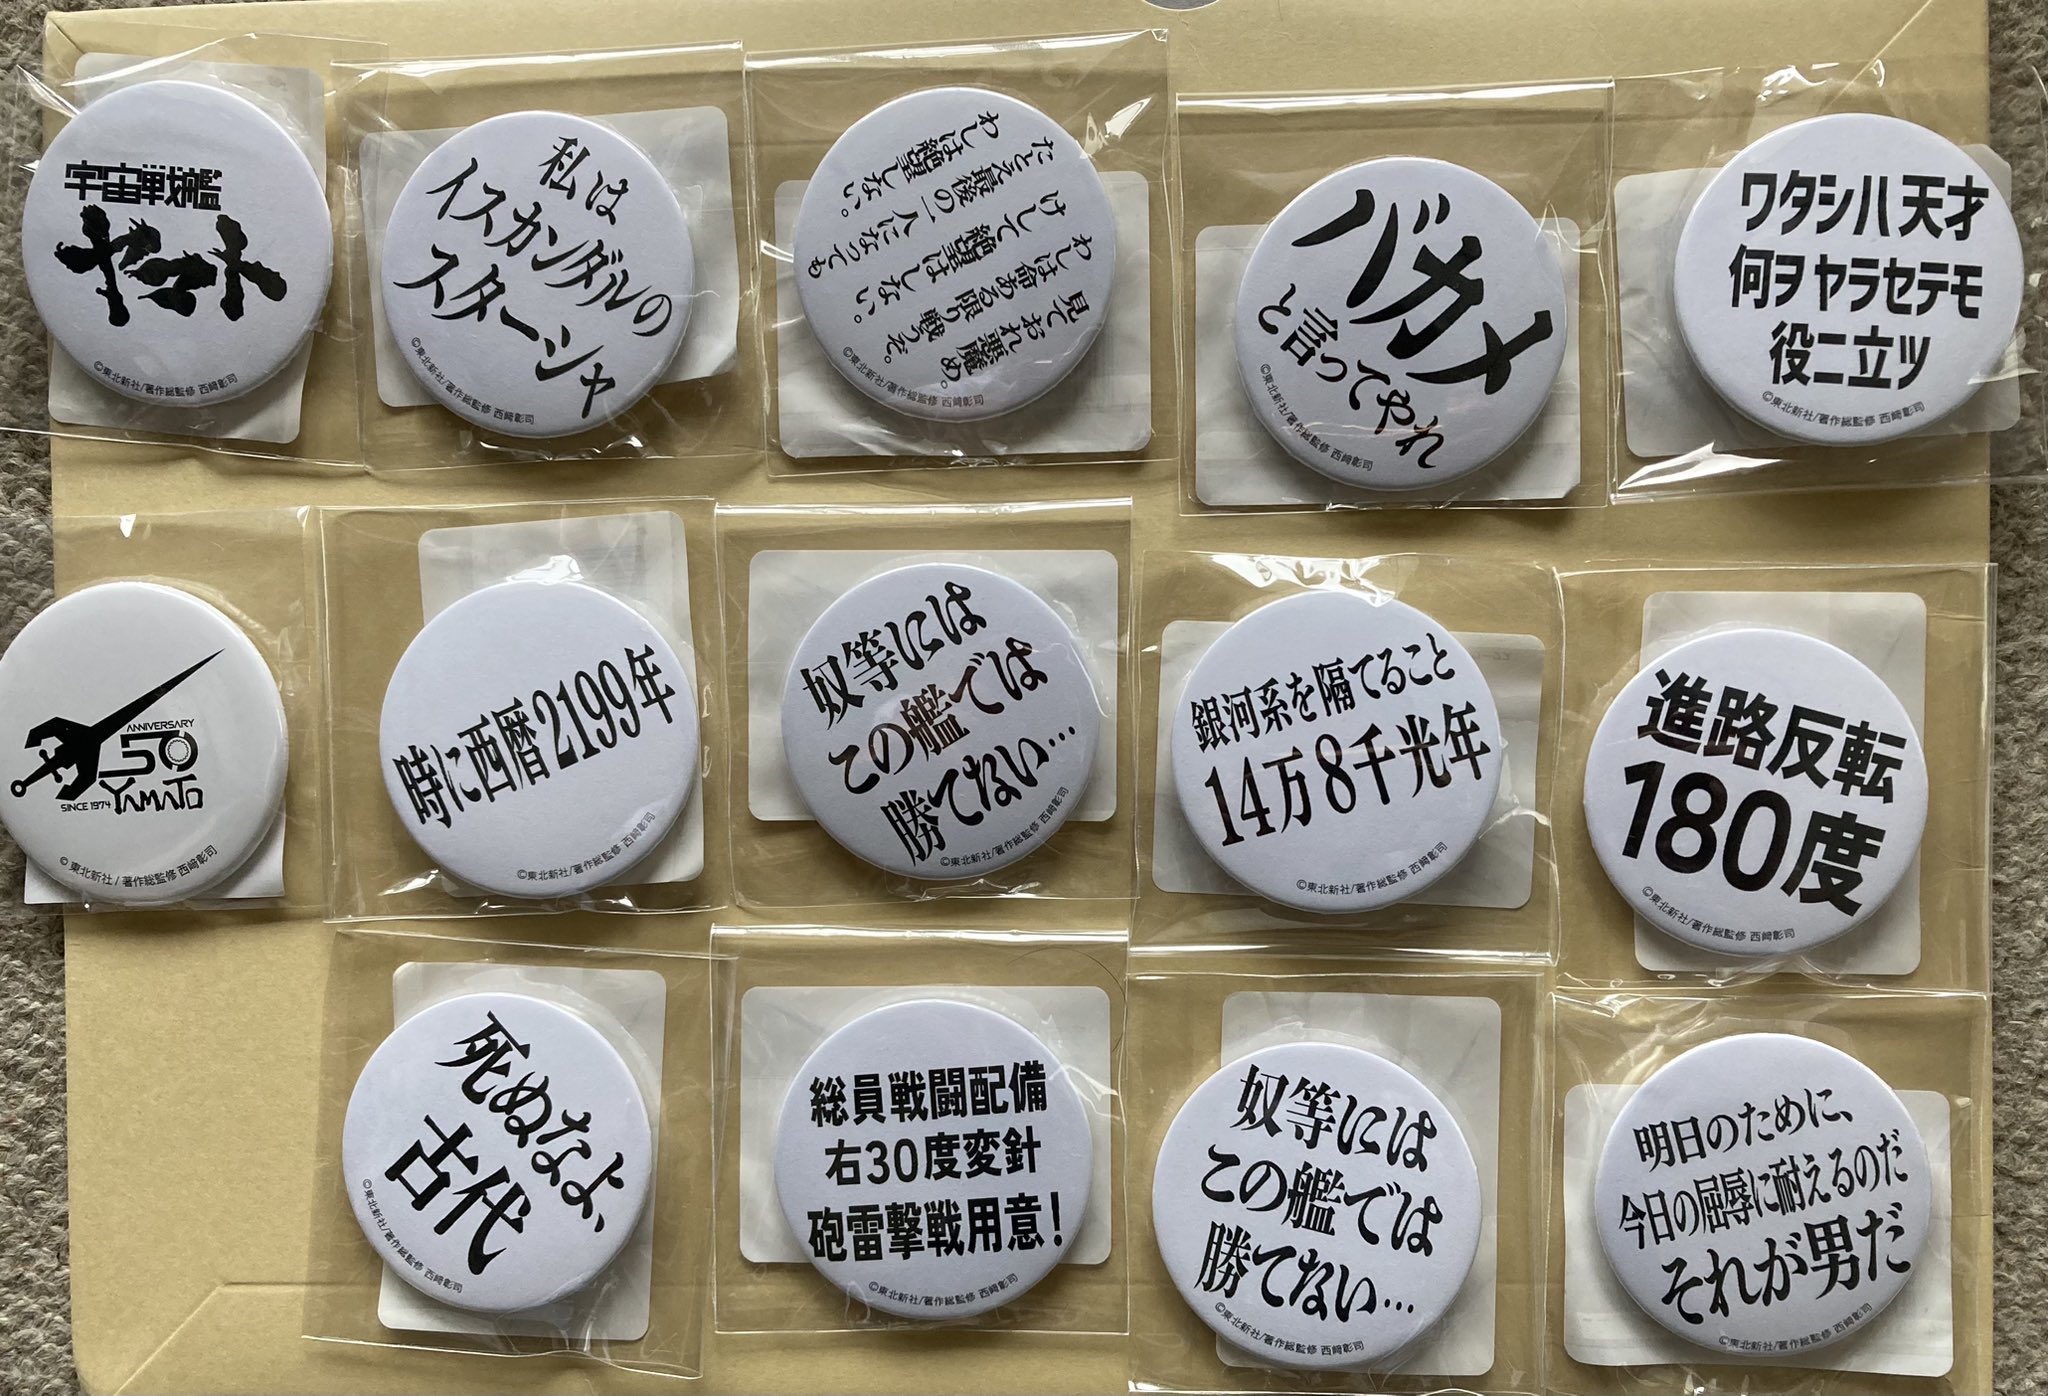 宇宙戦艦
ヤマト
©東北新社/著作総監修 西﨑彰司
私は
イスカンダルの
スターシャ
©東北新社/著作総監修 西﨑彰司
わしは絶望しない。
たとえ最後の一人になっても
けして絶望はしない。
わしは命ある限り戦うぞ。
見ておれ悪魔め。
©東北新社/著作総監修 西﨑彰司
バカメ
と言ってやれ
©東北新社/著作総監修 西﨑彰司
ワタシハ天才
何ヲヤラセテモ
役ニ立ツ
©東北新社/著作総監修 西﨑彰司
ANNIVERSARY
50
SINCE 1974 YAMATO
© 東北新社 / 著作総監修 西﨑彰司
時に西暦2199年
©東北新社/著作総監修 西﨑彰司
奴等には
この艦では
勝てない…
©東北新社/著作総監修 西﨑彰司
銀河系を隔てること
14万8千光年
©東北新社/著作総監修 西﨑彰司
進路反転
180度
©東北新社/著作総監修 西﨑彰司
死ぬなよ、
古代
©東北新社/著作総監修 西﨑彰司
総員戦闘配備
右30度変針
砲雷撃戦用意!
©東北新社/著作総監修 西﨑彰司
奴等には
この艦では
勝てない…
©東北新社/著作総監修 西﨑彰司
明日のために、
今日の屈辱に耐えるのだ
それが男だ
©東北新社/著作総監修 西﨑彰司